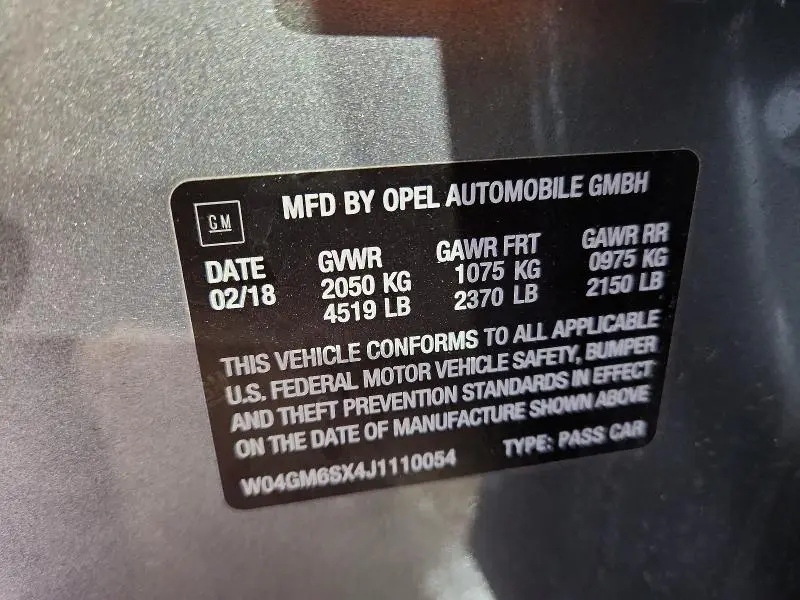 GM
MFD BY OPEL AUTOMOBILE GMBH
DATE GVWR GAWR FRT GAWR RR
02/18 2050 KG 1075 KG 0975 KG
4519 LB 2370 LB 2150 LB
THIS VEHICLE CONFORMS TO ALL APPLICABLE
U.S. FEDERAL MOTOR VEHICLE SAFETY, BUMPER
AND THEFT PREVENTION STANDARDS IN EFFECT
ON THE DATE OF MANUFACTURE SHOWN ABOVE
W04GM6SX4J1110054 TYPE: PASS CAR